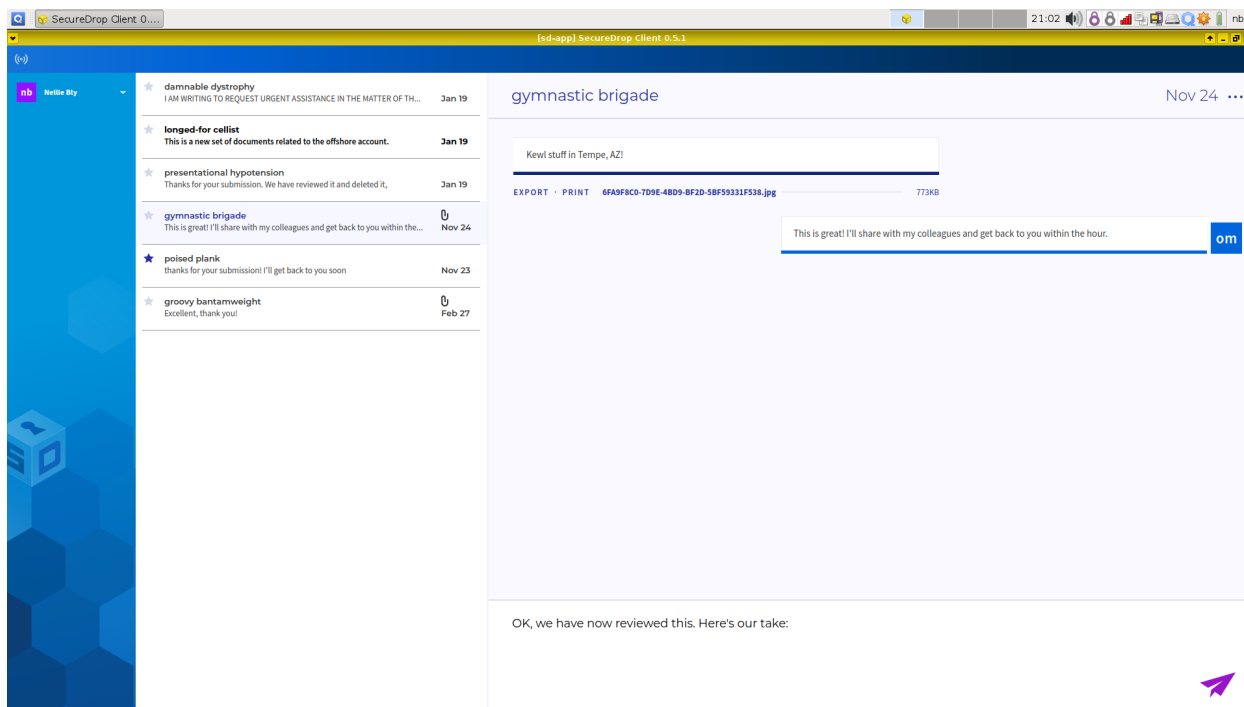 SecureDrop Client 0....
21:02
nb
[sd-app] SecureDrop Client 0.5.1
nb Nellie Bly
damnable dystrophy
I AM WRITING TO REQUEST URGENT ASSISTANCE IN THE MATTER OF TH... Jan 19
longed-for cellist
This is a new set of documents related to the offshore account. Jan 19
presentational hypotension
Thanks for your submission. We have reviewed it and deleted it, Jan 19
gymnastic brigade
This is great! I'll share with my colleagues and get back to you within the... Nov 24
poised plank
thanks for your submission! I'll get back to you soon Nov 23
groovy bantamweight
Excellent, thank you! Feb 27
SD
gymnastic brigade Nov 24 ...
Kewl stuff in Tempe, AZ!
EXPORT · PRINT 6FA9F8C0-7D9E-4BD9-BF2D-5BF59331F538.jpg 773KB
This is great! I'll share with my colleagues and get back to you within the hour. om
OK, we have now reviewed this. Here's our take: